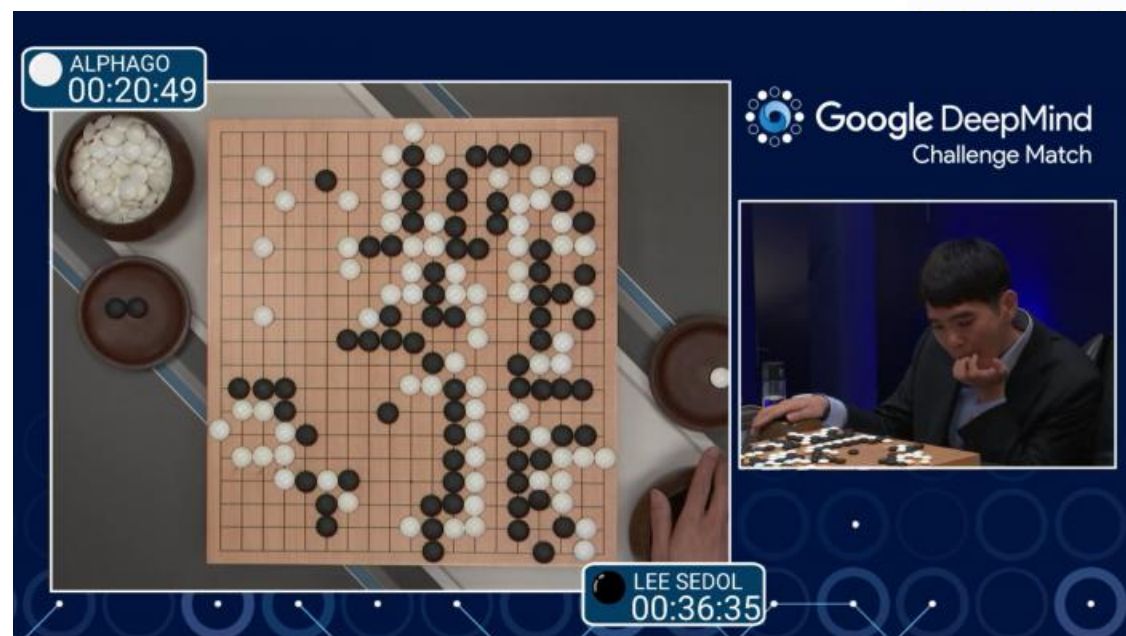 ALPHAGO
00:20:49
Google DeepMind
Challenge Match
LEE SEDOL
00:36:35